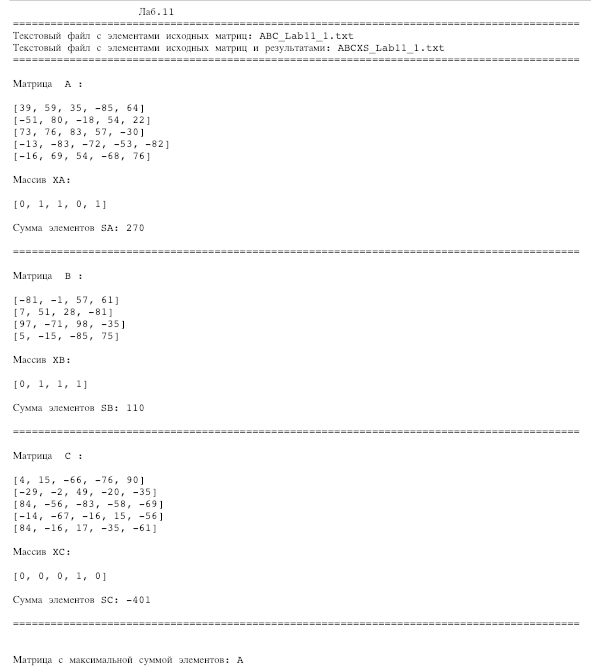 Лаб.11
==========================================================================================
Текстовый файл с элементами исходных матриц: ABC_Lab11_1.txt
Текстовый файл с элементами исходных матриц и результатами: ABCXS_Lab11_1.txt
==========================================================================================
Матрица A :
[39, 59, 35, -85, 64]
[-51, 80, -18, 54, 22]
[73, 76, 83, 57, -30]
[-13, -83, -72, -53, -82]
[-16, 69, 54, -68, 76]
Массив XA:
[0, 1, 1, 0, 1]
Сумма элементов SA: 270
==========================================================================================
Матрица B :
[-81, -1, 57, 61]
[7, 51, 28, -81]
[97, -71, 98, -35]
[5, -15, -85, 75]
Массив XB:
[0, 1, 1, 1]
Сумма элементов SB: 110
==========================================================================================
Матрица C :
[4, 15, -66, -76, 90]
[-29, -2, 49, -20, -35]
[84, -56, -83, -58, -69]
[-14, -67, -16, 15, -56]
[84, -16, 17, -35, -61]
Массив XC:
[0, 0, 0, 1, 0]
Сумма элементов SC: -401
==========================================================================================
Матрица с максимальной суммой элементов: A